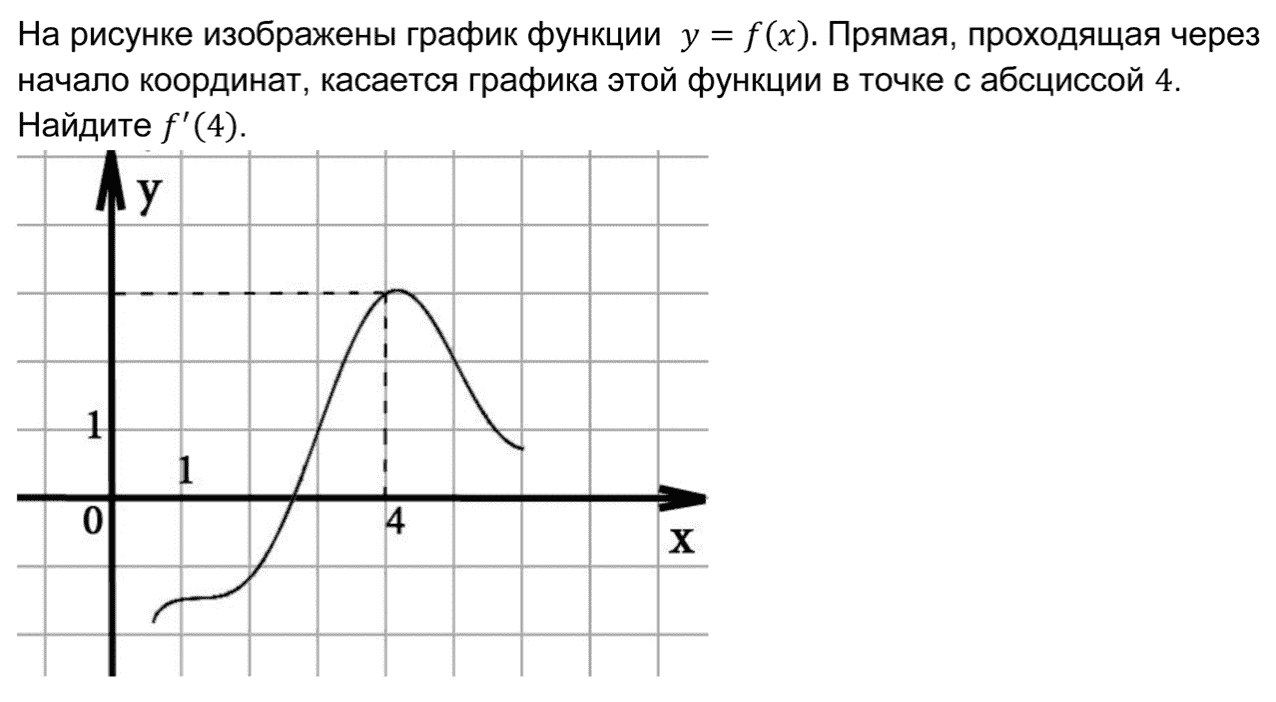 На рисунке изображены график функции y = f(x). Прямая, проходящая через
начало координат, касается графика этой функции в точке с абсциссой 4.
Найдите f′(4).
y
1
1
0
4
x